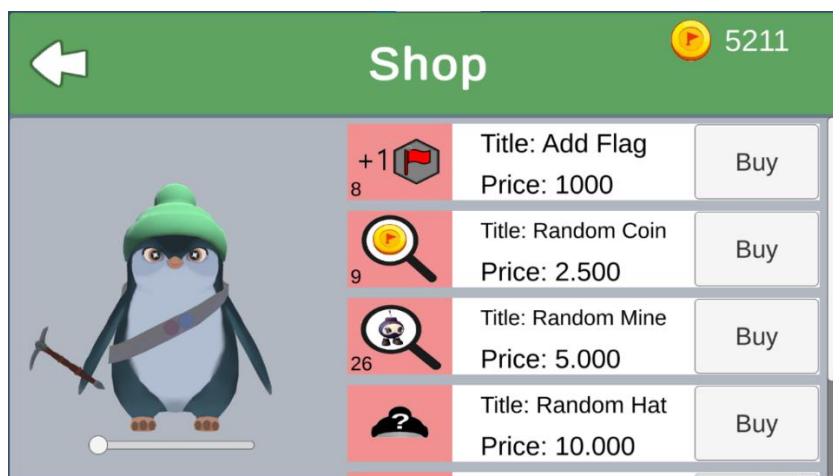 Shop
5211
+1
8
Title: Add Flag
Price: 1000
Buy
9
Title: Random Coin
Price: 2.500
Buy
26
Title: Random Mine
Price: 5.000
Buy
?
Title: Random Hat
Price: 10.000
Buy